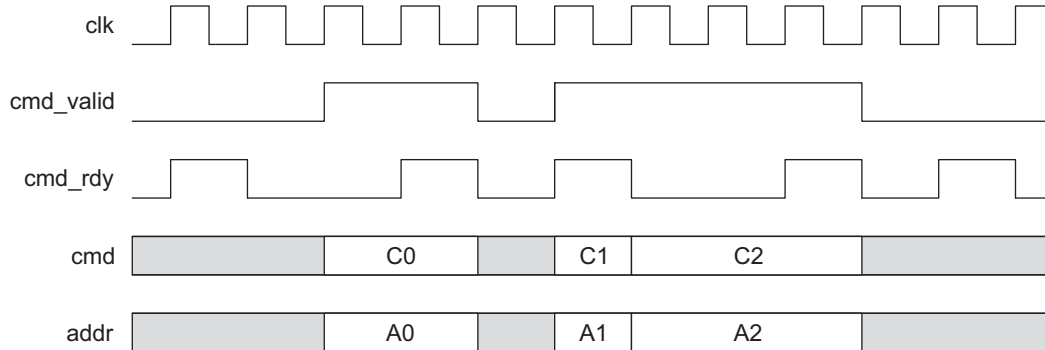 clk
cmd_valid
cmd_rdy
cmd C0 C1 C2
addr A0 A1 A2